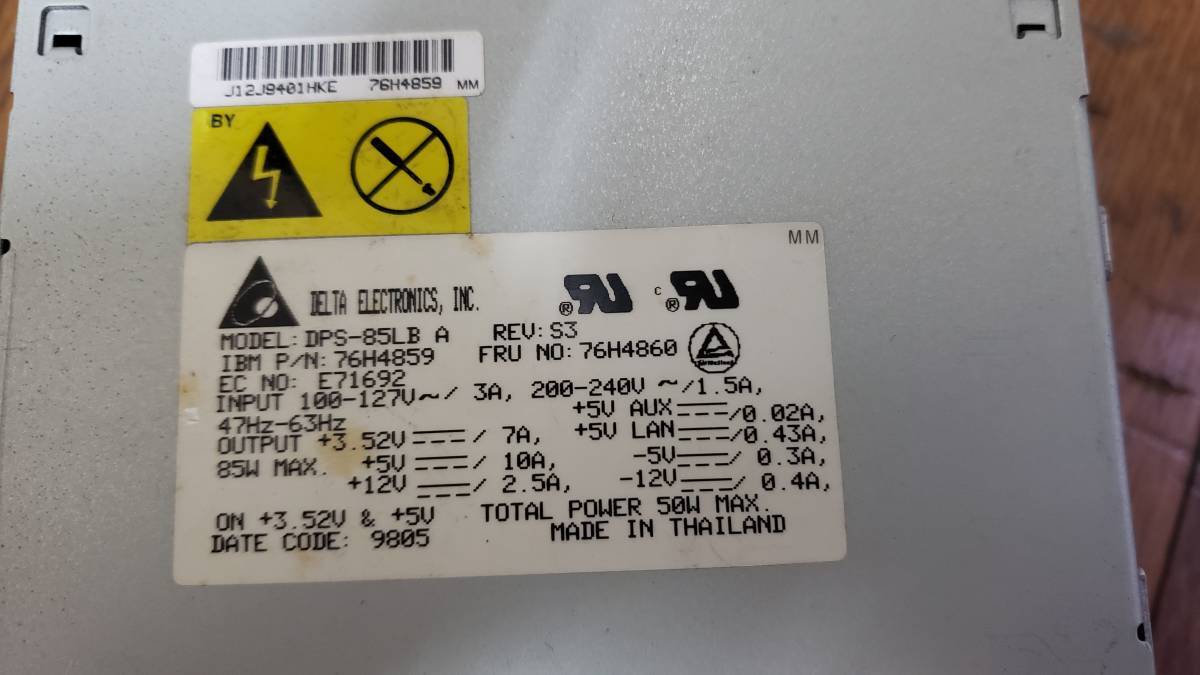 J12J9401HKE 76H4859 MM
BY
MM
DELTA ELECTRONICS, INC.
MODEL: DPS-85LB A REV: S3
IBM P/N: 76H4859 FRU NO: 76H4860
EC NO: E71692
INPUT 100-127V~/ 3A, 200-240V ~/1.5A,
47Hz-63Hz +5V AUX⎓/0.02A,
OUTPUT +3.52V⎓/ 7A, +5V LAN⎓/0.43A,
85W MAX. +5V⎓/ 10A, -5V⎓/ 0.3A,
+12V⎓/ 2.5A, -12V⎓/ 0.4A,
ON +3.52V & +5V TOTAL POWER 50W MAX.
DATE CODE: 9805 MADE IN THAILAND